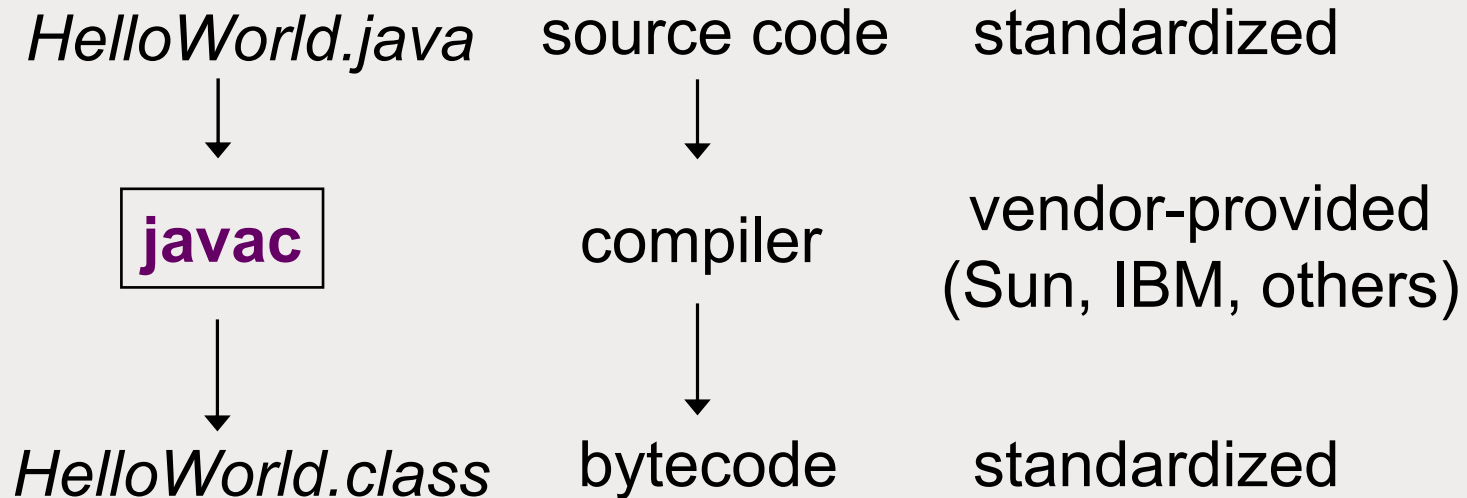 HelloWorld.java source code standardized
javac compiler vendor-provided
(Sun, IBM, others)
HelloWorld.class bytecode standardized